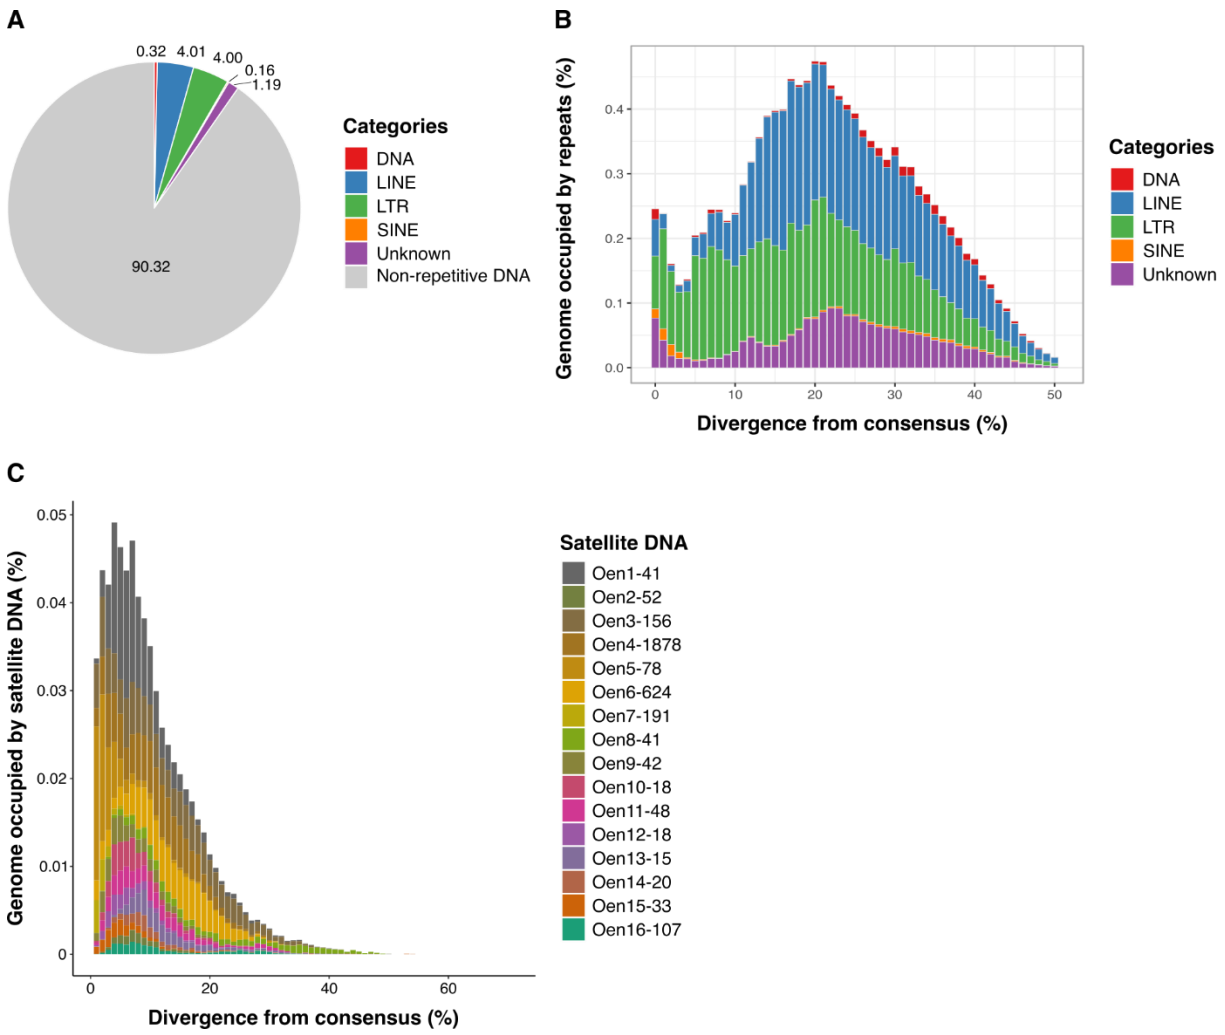 A
0.32 4.01 4.00
0.16
1.19
90.32
Categories
DNA
LINE
LTR
SINE
Unknown
Non-repetitive DNA
B
Genome occupied by repeats (%)
0.4
0.3
0.2
0.1
0.0
0 10 20 30 40 50
Divergence from consensus (%)
Categories
DNA
LINE
LTR
SINE
Unknown
C
Genome occupied by satellite DNA (%)
0.05
0.04
0.03
0.02
0.01
0
0 20 40 60
Divergence from consensus (%)
Satellite DNA
Oen1-41
Oen2-52
Oen3-156
Oen4-1878
Oen5-78
Oen6-624
Oen7-191
Oen8-41
Oen9-42
Oen10-18
Oen11-48
Oen12-18
Oen13-15
Oen14-20
Oen15-33
Oen16-107